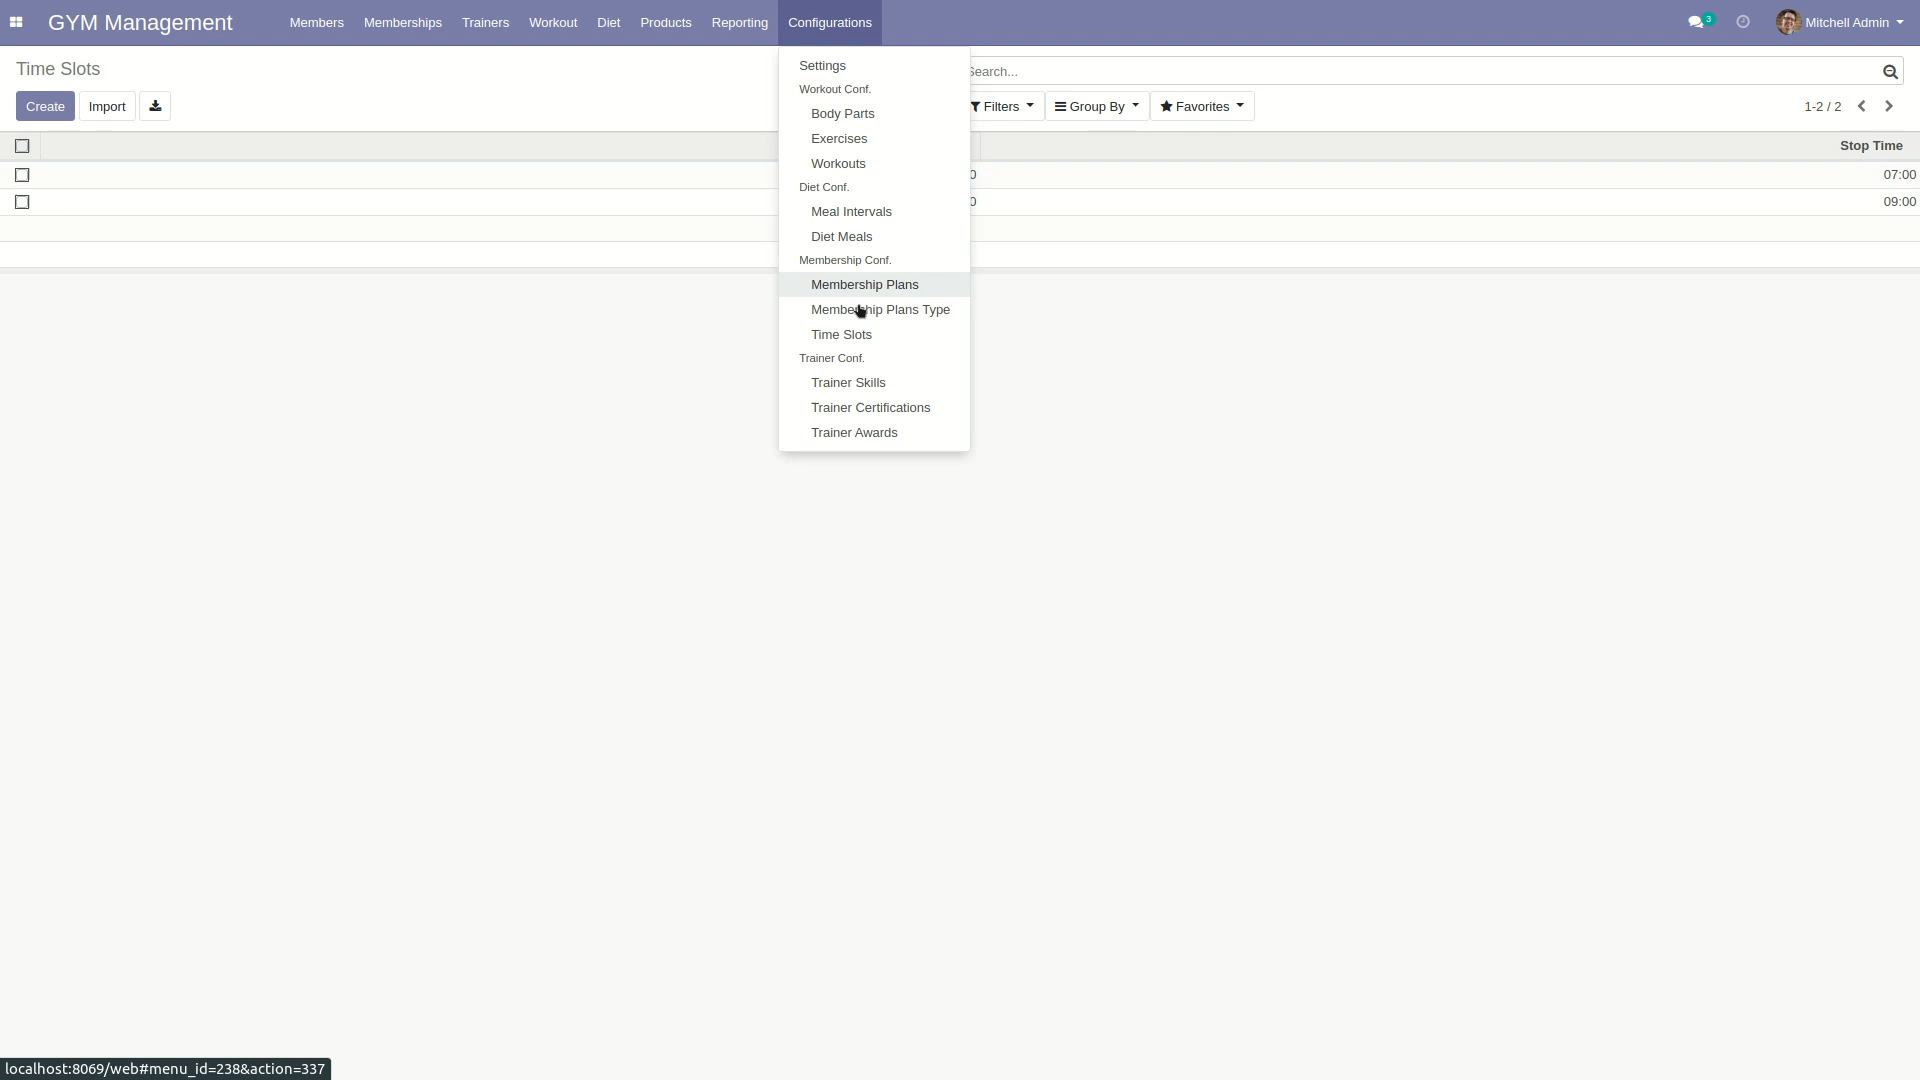 GYM Management Members Memberships Trainers Workout Diet Products Reporting Configurations 3 Mitchell Admin
Time Slots
Search...
Create Import Filters Group By Favorites 1-2 / 2
Stop Time
0 07:00
0 09:00
Settings
Workout Conf.
Body Parts
Exercises
Workouts
Diet Conf.
Meal Intervals
Diet Meals
Membership Conf.
Membership Plans
Membership Plans Type
Time Slots
Trainer Conf.
Trainer Skills
Trainer Certifications
Trainer Awards
localhost:8069/web#menu_id=238&action=337